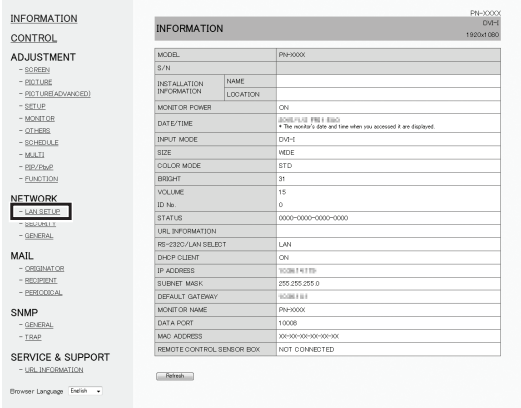 INFORMATION
CONTROL
ADJUSTMENT
- SCREEN
- PICTURE
- PICTURE(ADVANCED)
- SETUP
- MONITOR
- OTHERS
- SCHEDULE
- MULTI
- PIP/PbyP
- FUNCTION
NETWORK
- LAN SETUP
- SECURITY
- GENERAL
MAIL
- ORIGINATOR
- RECIPIENT
- PERIODICAL
SNMP
- GENERAL
- TRAP
SERVICE & SUPPORT
- URL INFORMATION
Browser Language English
PN-XXXX
INFORMATION DVI-I
1920x1080
MODEL PN-XXXX
S/N
INSTALLATION INFORMATION NAME
LOCATION
MONITOR POWER ON
DATE/TIME
* The monitor's date and time when you accessed it are displayed.
INPUT MODE DVI-I
SIZE WIDE
COLOR MODE STD
BRIGHT 31
VOLUME 15
ID No. 0
STATUS 0000-0000-0000-0000
URL INFORMATION
RS-232C/LAN SELECT LAN
DHCP CLIENT ON
IP ADDRESS
SUBNET MASK 255.255.255.0
DEFAULT GATEWAY
MONITOR NAME PN-XXXX
DATA PORT 10008
MAC ADDRESS XX-XX-XX-XX-XX-XX
REMOTE CONTROL SENSOR BOX NOT CONNECTED
Refresh